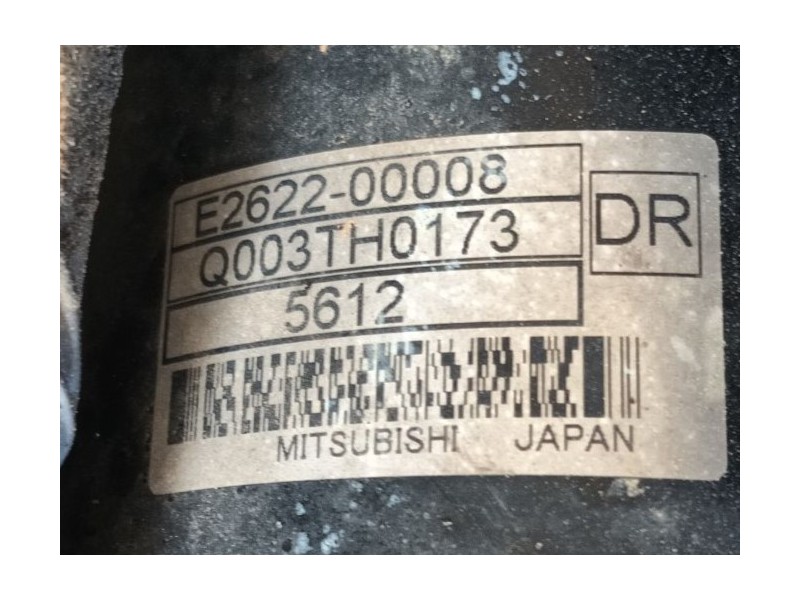 E2622-00008
Q003TH0173
5612
DR
MITSUBISHI JAPAN